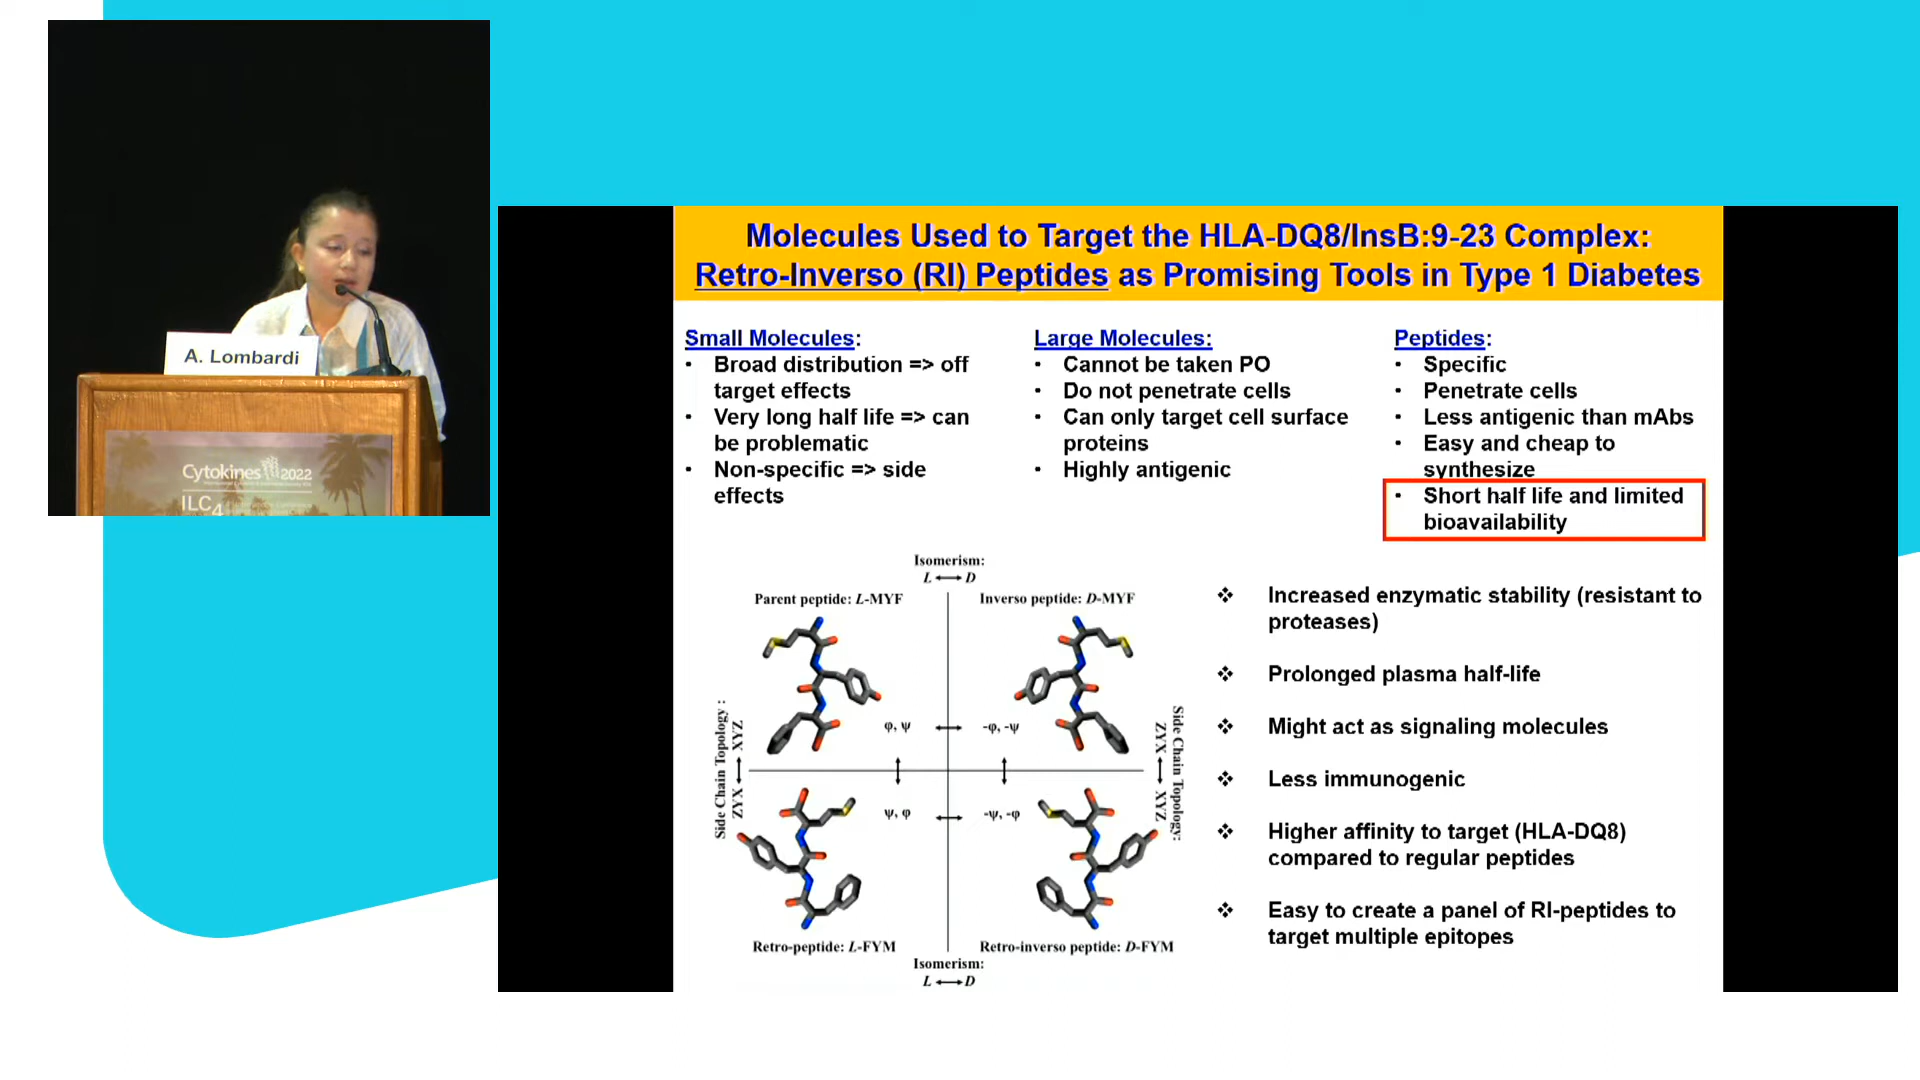 A. Lombardi
Cytokines 2022
ILC4
Molecules Used to Target the HLA-DQ8/InsB:9-23 Complex:
Retro-Inverso (RI) Peptides as Promising Tools in Type 1 Diabetes
Small Molecules:
• Broad distribution => off
target effects
• Very long half life => can
be problematic
• Non-specific => side
effects
Large Molecules:
• Cannot be taken PO
• Do not penetrate cells
• Can only target cell surface
proteins
• Highly antigenic
Peptides:
• Specific
• Penetrate cells
• Less antigenic than mAbs
• Easy and cheap to
synthesize
• Short half life and limited
bioavailability
Isomerism:
L ⟷ D
Parent peptide: L-MYF
Inverso peptide: D-MYF
φ, ψ
-φ, -ψ
Side Chain Topology :
ZYX ⟷ XYZ
Side Chain Topology:
ZYX ⟷ XYZ
ψ, φ
-ψ, -φ
Retro-peptide: L-FYM
Retro-inverso peptide: D-FYM
Isomerism:
L ⟷ D
❖ Increased enzymatic stability (resistant to
proteases)
❖ Prolonged plasma half-life
❖ Might act as signaling molecules
❖ Less immunogenic
❖ Higher affinity to target (HLA-DQ8)
compared to regular peptides
❖ Easy to create a panel of RI-peptides to
target multiple epitopes